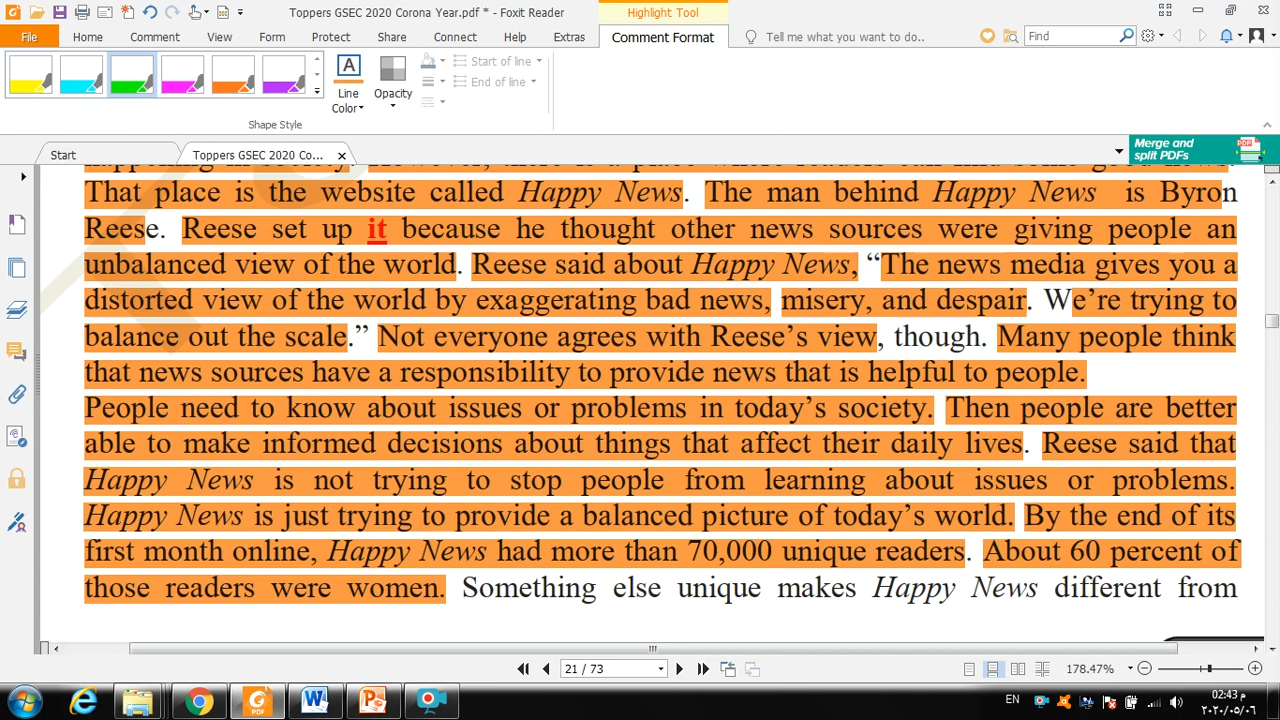 Toppers GSEC 2020 Corona Year.pdf * - Foxit Reader
Highlight Tool
File Home Comment View Form Protect Share Connect Help Extras Comment Format Tell me what you want to do.. Find
Line Color
Opacity
Start of line
End of line
Shape Style
Start
Toppers GSEC 2020 Co...
Merge and split PDFs
That place is the website called Happy News. The man behind Happy News is Byron
Reese. Reese set up it because he thought other news sources were giving people an
unbalanced view of the world. Reese said about Happy News, “The news media gives you a
distorted view of the world by exaggerating bad news, misery, and despair. We’re trying to
balance out the scale.” Not everyone agrees with Reese’s view, though. Many people think
that news sources have a responsibility to provide news that is helpful to people.
People need to know about issues or problems in today’s society. Then people are better
able to make informed decisions about things that affect their daily lives. Reese said that
Happy News is not trying to stop people from learning about issues or problems.
Happy News is just trying to provide a balanced picture of today’s world. By the end of its
first month online, Happy News had more than 70,000 unique readers. About 60 percent of
those readers were women. Something else unique makes Happy News different from
21 / 73
178.47%
EN
02:43 م
٢٠٢٠/٠٥/٠٦